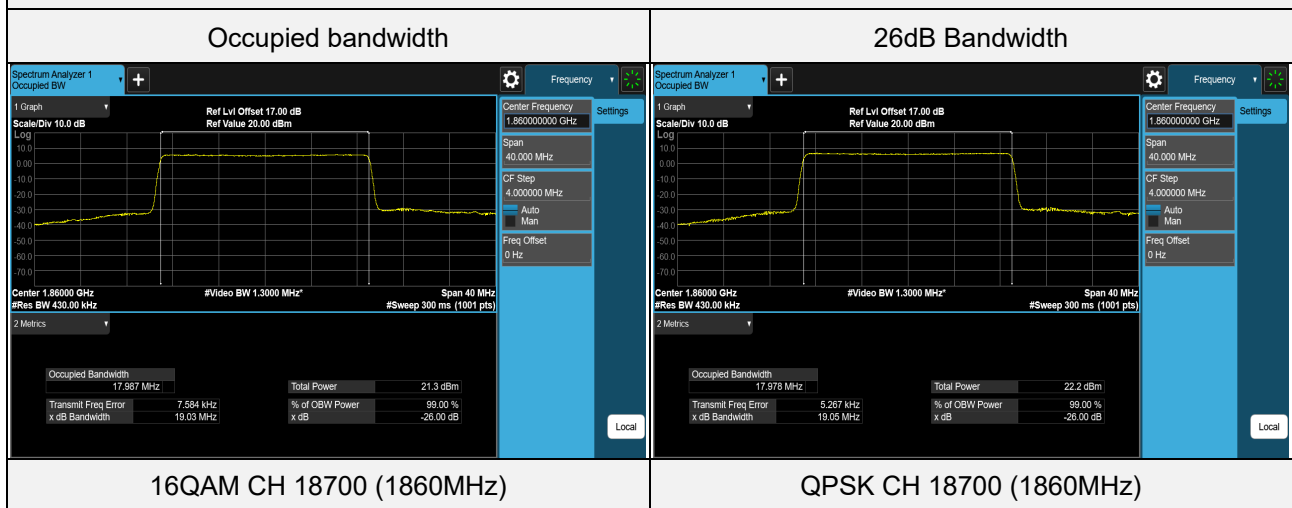 Occupied bandwidth
26dB Bandwidth
Spectrum Analyzer 1
Occupied BW
Frequency
1 Graph
Ref Lvl Offset 17.00 dB
Scale/Div 10.0 dB
Ref Value 20.00 dBm
Log
10.0
0.00
-10.0
-20.0
-30.0
-40.0
-50.0
-60.0
-70.0
Center 1.86000 GHz
#Video BW 1.3000 MHz*
Span 40 MHz
#Res BW 430.00 kHz
#Sweep 300 ms (1001 pts)
Center Frequency
1.860000000 GHz
Settings
Span
40.000 MHz
CF Step
4.000000 MHz
Auto
Man
Freq Offset
0 Hz
2 Metrics
Occupied Bandwidth
17.987 MHz
Total Power 21.3 dBm
Transmit Freq Error 7.584 kHz
% of OBW Power 99.00 %
x dB Bandwidth 19.03 MHz
x dB -26.00 dB
Local
Spectrum Analyzer 1
Occupied BW
Frequency
1 Graph
Ref Lvl Offset 17.00 dB
Scale/Div 10.0 dB
Ref Value 20.00 dBm
Log
10.0
0.00
-10.0
-20.0
-30.0
-40.0
-50.0
-60.0
-70.0
Center 1.86000 GHz
#Video BW 1.3000 MHz*
Span 40 MHz
#Res BW 430.00 kHz
#Sweep 300 ms (1001 pts)
Center Frequency
1.860000000 GHz
Settings
Span
40.000 MHz
CF Step
4.000000 MHz
Auto
Man
Freq Offset
0 Hz
2 Metrics
Occupied Bandwidth
17.978 MHz
Total Power 22.2 dBm
Transmit Freq Error 5.267 kHz
% of OBW Power 99.00 %
x dB Bandwidth 19.05 MHz
x dB -26.00 dB
Local
16QAM CH 18700 (1860MHz)
QPSK CH 18700 (1860MHz)